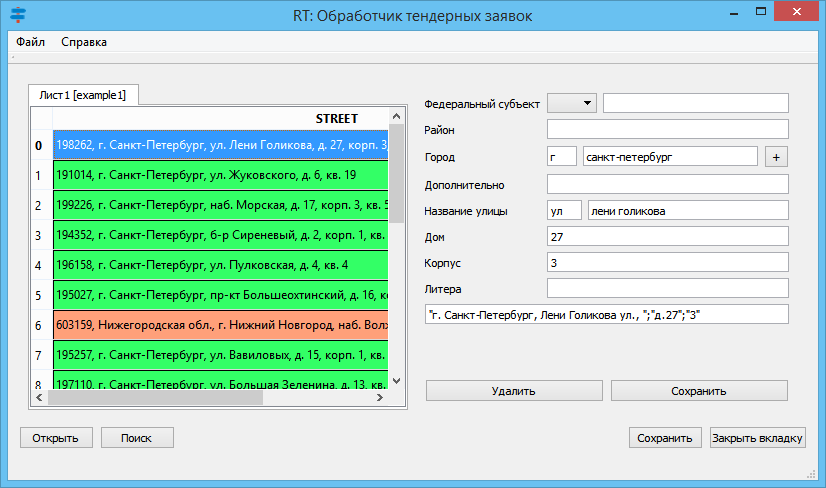 RT: Обработчик тендерных заявок
Файл Справка
Лист1 [example1]
STREET
0 198262, г. Санкт-Петербург, ул. Лени Голикова, д. 27, корп. 3,
1 191014, г. Санкт-Петербург, ул. Жуковского, д. 6, кв. 19
2 199226, г. Санкт-Петербург, наб. Морская, д. 17, корп. 3, кв. 5
3 194352, г. Санкт-Петербург, б-р Сиреневый, д. 2, корп. 1, кв.
4 196158, г. Санкт-Петербург, ул. Пулковская, д. 4, кв. 4
5 195027, г. Санкт-Петербург, пр-кт Большеохтинский, д. 16, к
6 603159, Нижегородская обл., г. Нижний Новгород, наб. Вол
7 195257, г. Санкт-Петербург, ул. Вавиловых, д. 15, корп. 1, кв.
8 197110, г. Санкт-Петербург, ул. Большая Зеленина, д. 13, кв.
Федеральный субъект
Район
Город г санкт-петербург +
Дополнительно
Название улицы ул лени голикова
Дом 27
Корпус 3
Литера
"г. Санкт-Петербург, Лени Голикова ул., ";"д.27";"3"
Удалить Сохранить
Открыть Поиск Сохранить Закрыть вкладку